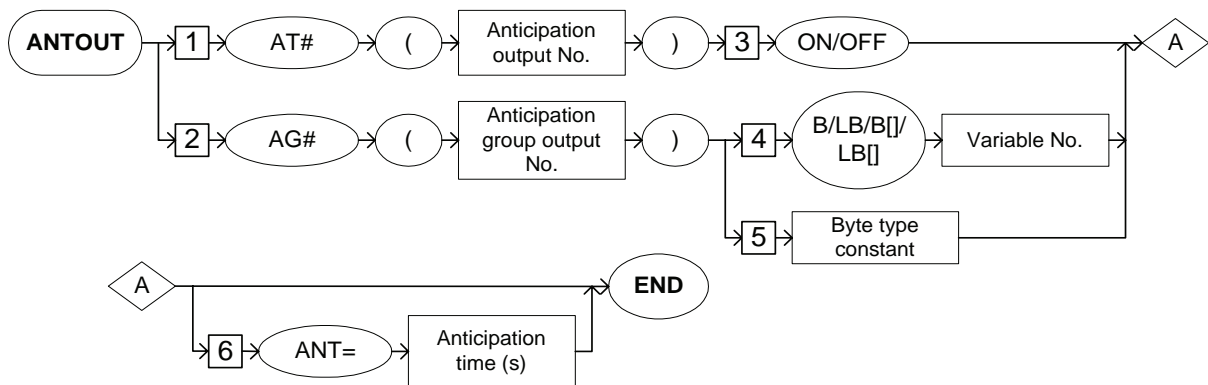 ANTOUT 1 AT# ( Anticipation output No. ) 3 ON/OFF A
2 AG# ( Anticipation group output No. ) 4 B/LB/B[]/ LB[] Variable No.
5 Byte type constant
A END
6 ANT= Anticipation time (s)